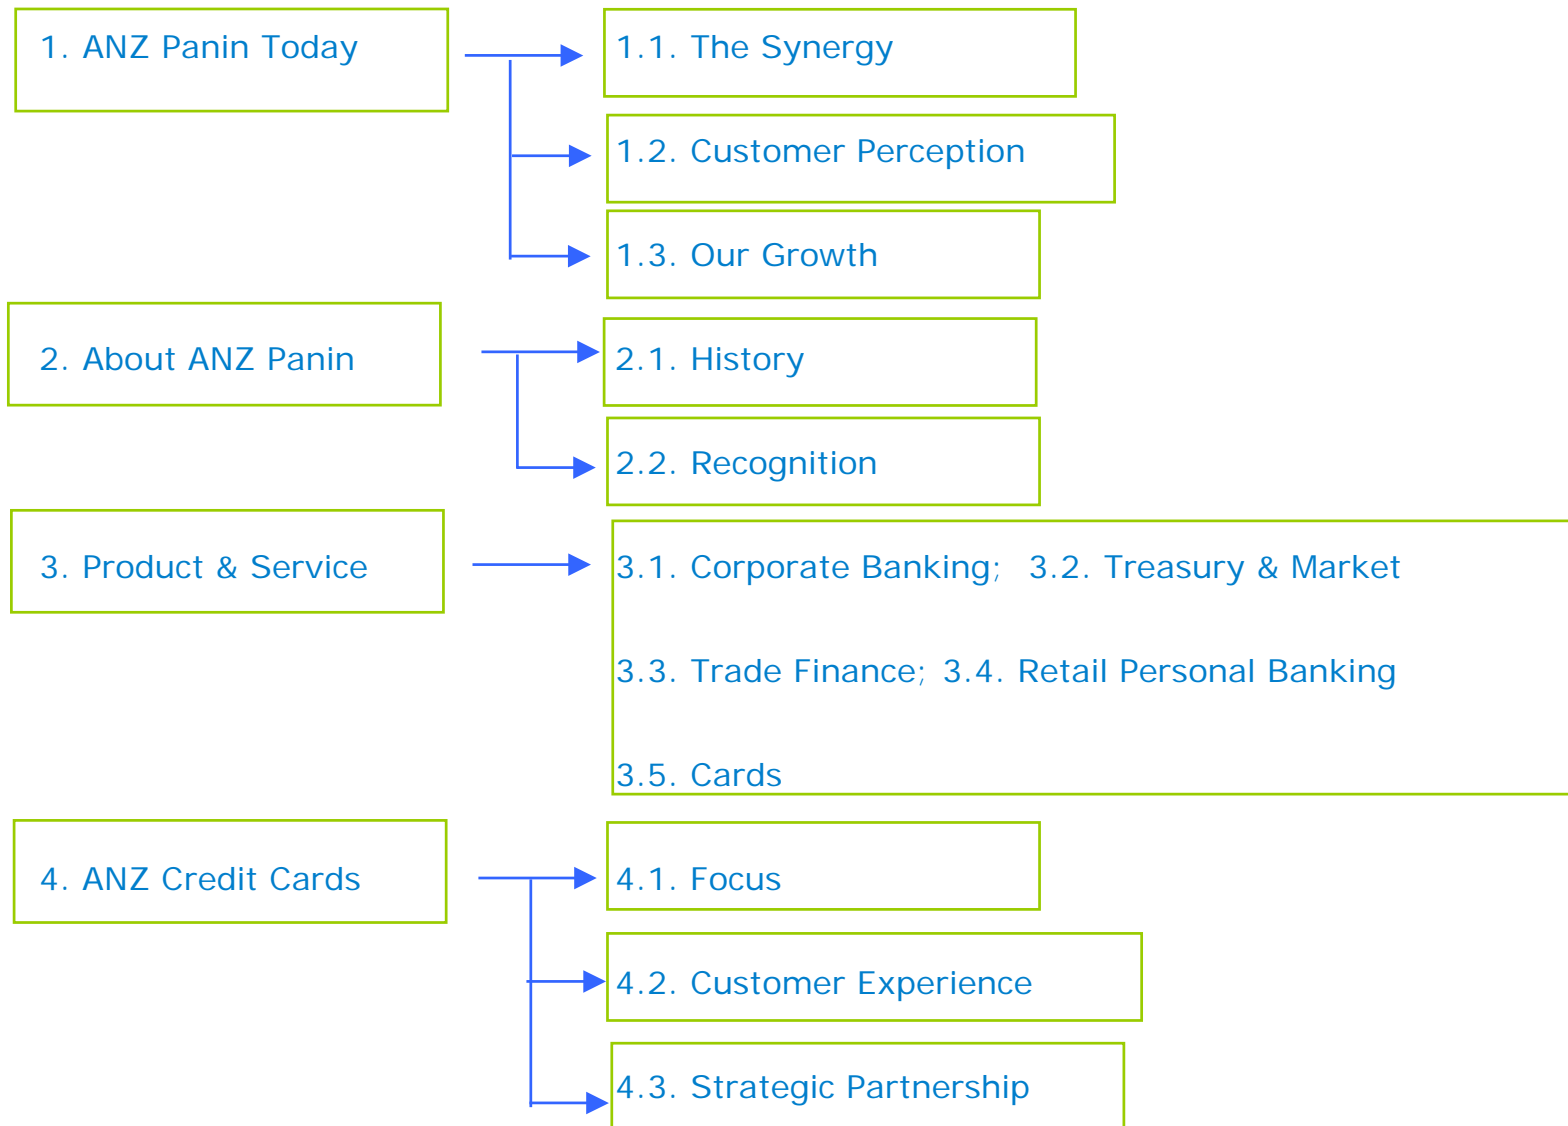 1. ANZ Panin Today
1.1. The Synergy
1.2. Customer Perception
1.3. Our Growth
2. About ANZ Panin
2.1. History
2.2. Recognition
3. Product & Service
3.1. Corporate Banking; 3.2. Treasury & Market
3.3. Trade Finance; 3.4. Retail Personal Banking
3.5. Cards
4. ANZ Credit Cards
4.1. Focus
4.2. Customer Experience
4.3. Strategic Partnership